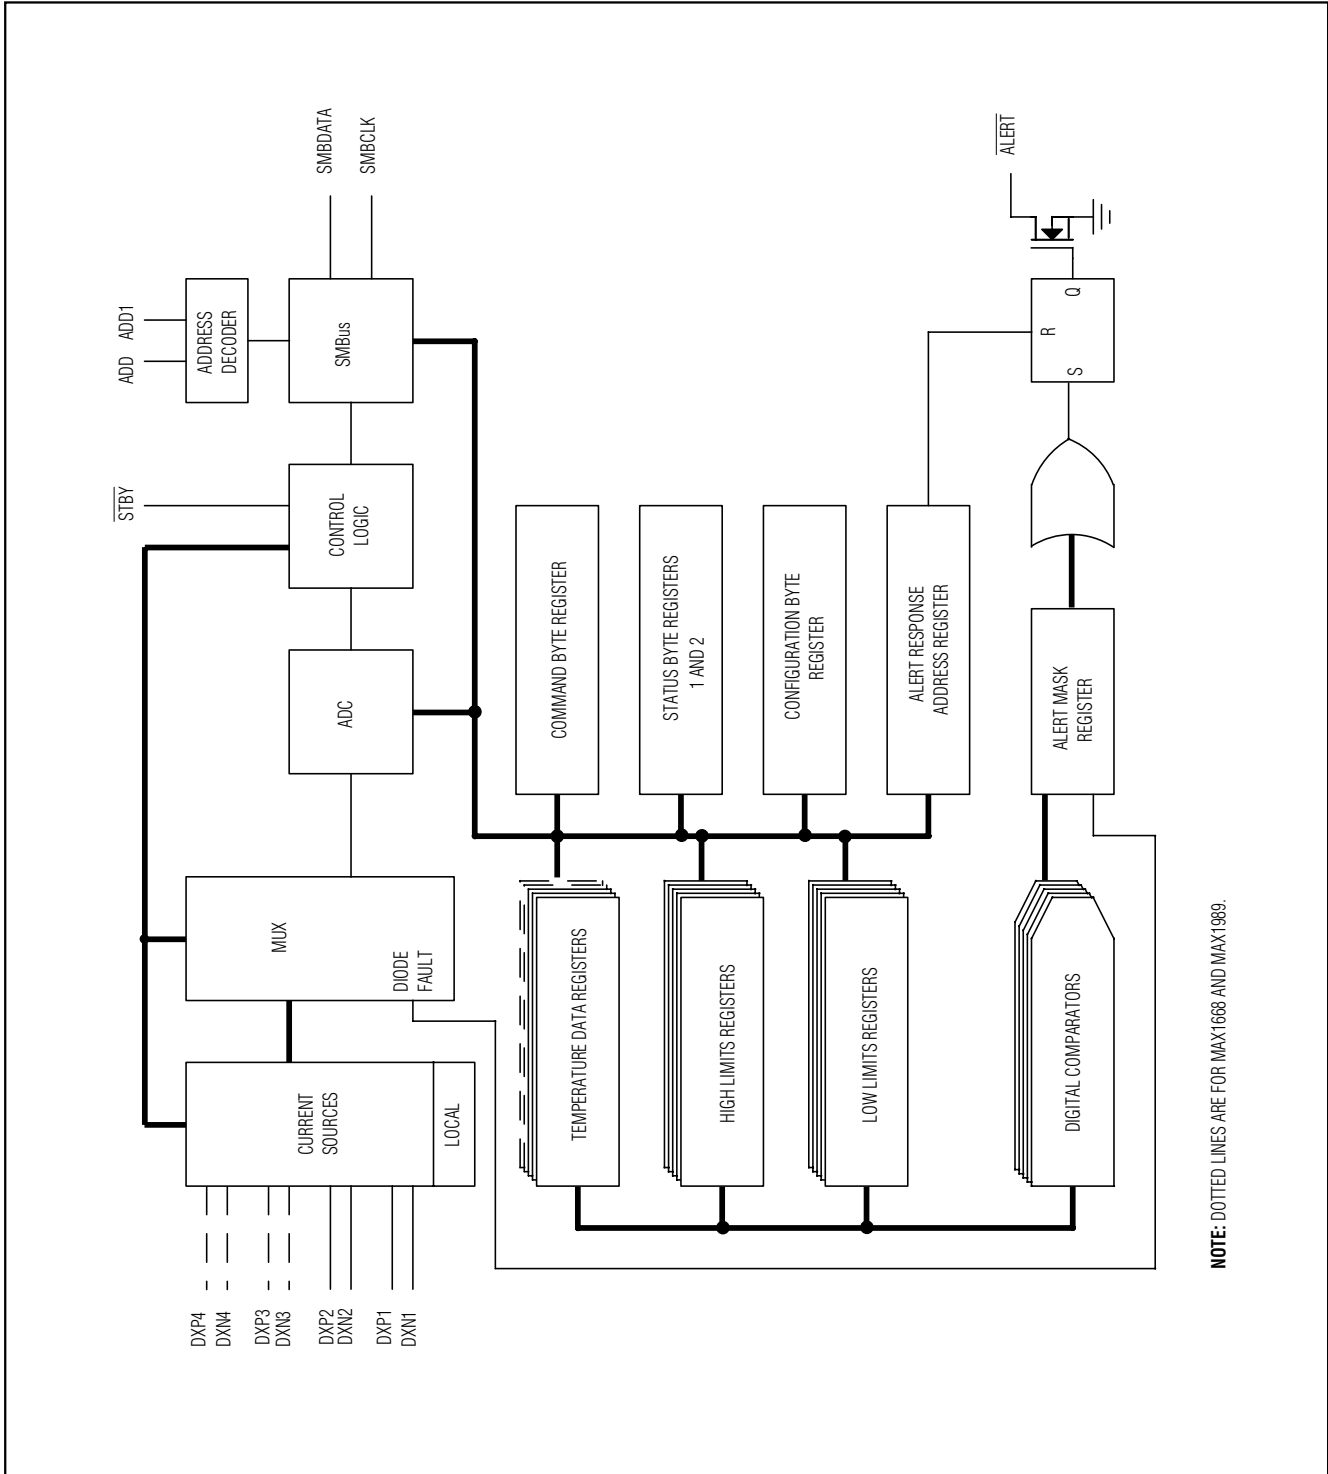 DXP4
DXN4
DXP3
DXN3
DXP2
DXN2
DXP1
DXN1
CURRENT
SOURCES
LOCAL
MUX
DIODE
FAULT
ADC
STBY
CONTROL
LOGIC
ADD ADD1
ADDRESS
DECODER
SMBus
SMBDATA
SMBCLK
TEMPERATURE DATA REGISTERS
COMMAND BYTE REGISTER
HIGH LIMITS REGISTERS
STATUS BYTE REGISTERS
1 AND 2
LOW LIMITS REGISTERS
CONFIGURATION BYTE
REGISTER
ALERT RESPONSE
ADDRESS REGISTER
DIGITAL COMPARATORS
ALERT MASK
REGISTER
S
R
Q
ALERT
NOTE: DOTTED LINES ARE FOR MAX1668 AND MAX1989.